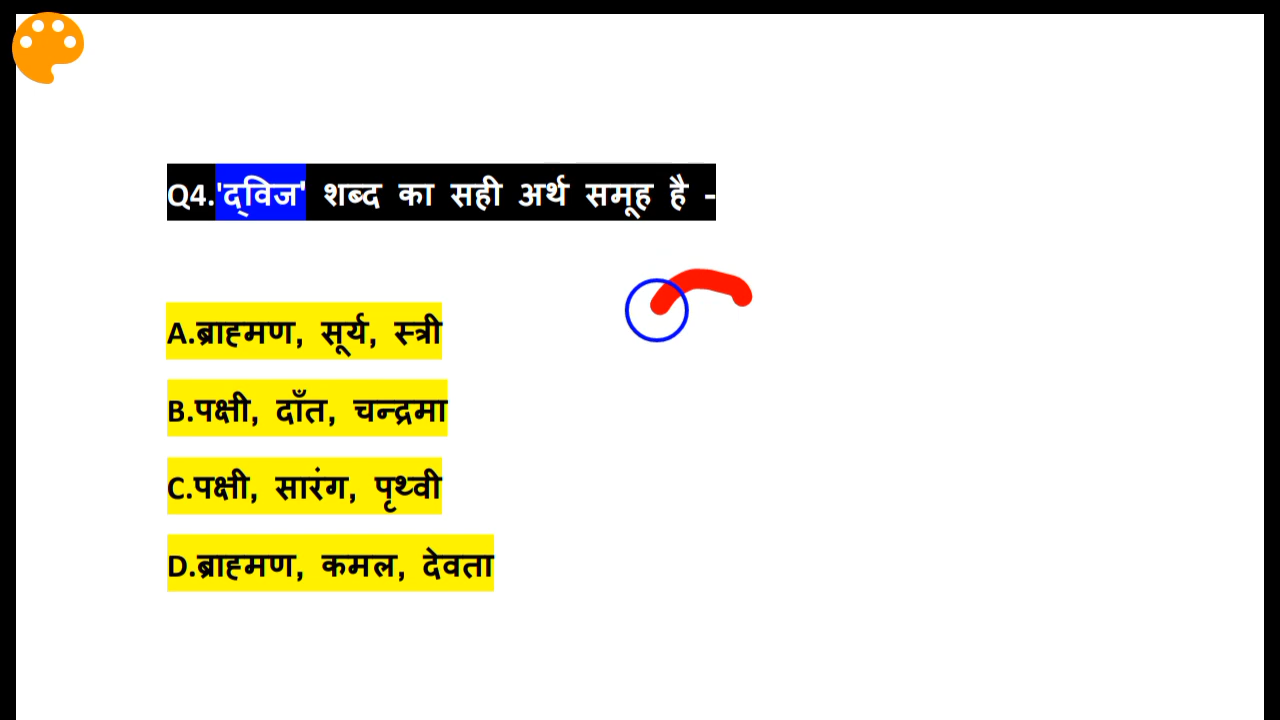 Q4.'द्विज' शब्द का सही अर्थ समूह है -
A.ब्राह्मण, सूर्य, स्त्री
B.पक्षी, दाँत, चन्द्रमा
C.पक्षी, सारंग, पृथ्वी
D.ब्राह्मण, कमल, देवता